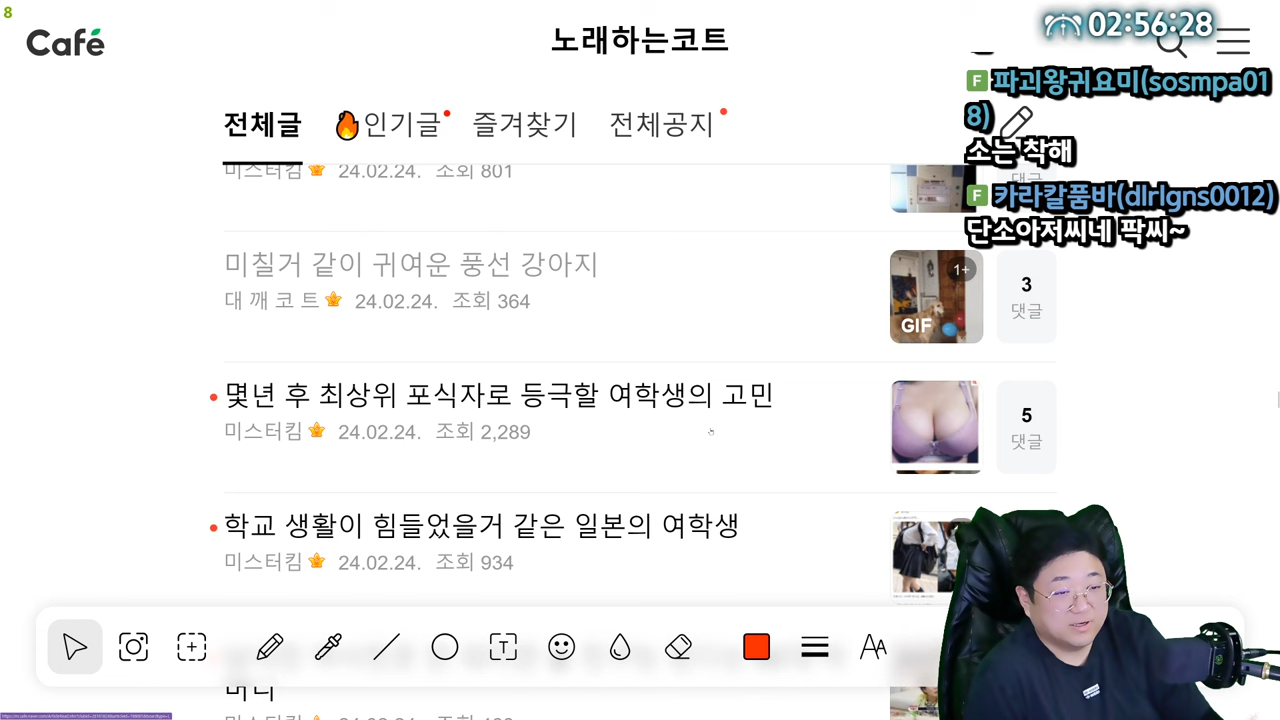 8
Café
노래하는코트
02:56:28
전체글
인기글
즐겨찾기
전체공지
F 파괴왕귀요미(sosmpa01
8)
소는 착해
F 카라칼품바(dlrlgns0012)
단소아저씨네 팍씨~
미스터킴 24.02.24. 조회 801
댓글
미칠거 같이 귀여운 풍선 강아지
대 깨 코 트 24.02.24. 조회 364
1+
GIF
3
댓글
몇년 후 최상위 포식자로 등극할 여학생의 고민
미스터킴 24.02.24. 조회 2,289
5
댓글
학교 생활이 힘들었을거 같은 일본의 여학생
미스터킴 24.02.24. 조회 934
T
AA